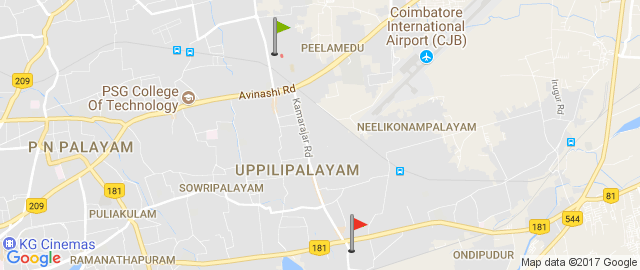 Coimbatore
International
Airport (CJB)
PEELAMEDU
209
PSG College
Of Technology
Avinashi Rd
Kamarajar Rd
Irugur Rd
NEELIKONAMPALAYAM
P N PALAYAM
UPPILIPALAYAM
181
SOWRIPALAYAM
81
209
PULIAKULAM
544
181
181
KG Cinemas
ONDIPUDUR
RAMANATHAPURAM
Google
Map data ©2017 Google